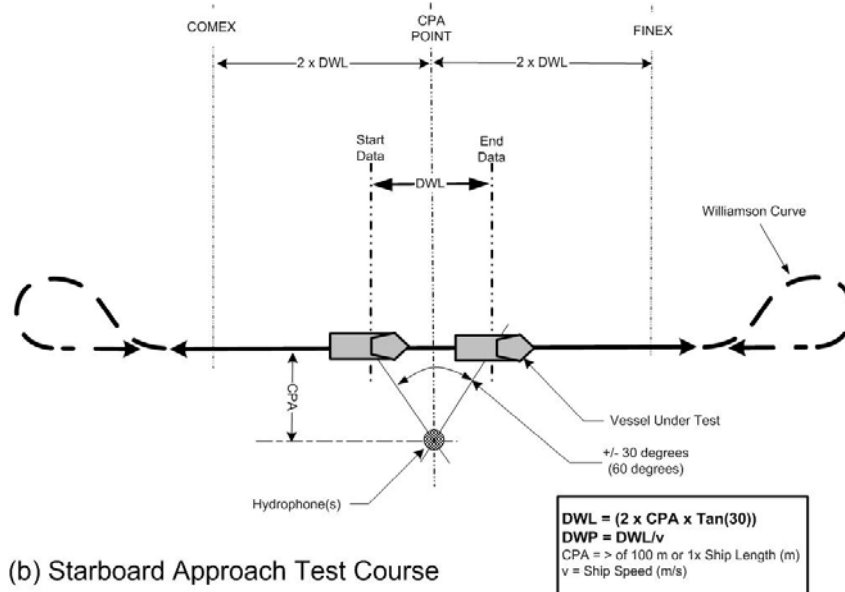 COMEX
CPA
POINT
FINEX
2 x DWL
2 x DWL
Start
Data
End
Data
DWL
Williamson Curve
CPA
Vessel Under Test
+/- 30 degrees
(60 degrees)
Hydrophone(s)
DWL = (2 x CPA x Tan(30))
DWP = DWL/v
CPA = > of 100 m or 1x Ship Length (m)
v = Ship Speed (m/s)
(b) Starboard Approach Test Course